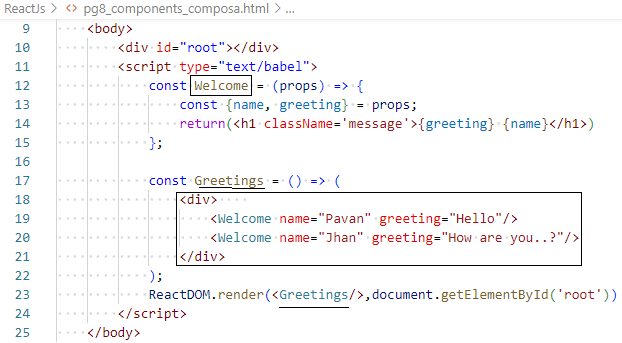 ReactJs > <> pg8_components_composa.html > ...
9 <body>
10 <div id="root"></div>
11 <script type="text/babel">
12 const Welcome = (props) => {
13 const {name, greeting} = props;
14 return(<h1 className='message'>{greeting} {name}</h1>)
15 };
16
17 const Greetings = () => (
18 <div>
19 <Welcome name="Pavan" greeting="Hello"/>
20 <Welcome name="Jhan" greeting="How are you..?"/>
21 </div>
22 );
23 ReactDOM.render(<Greetings/>,document.getElementById('root'))
24 </script>
25 </body>